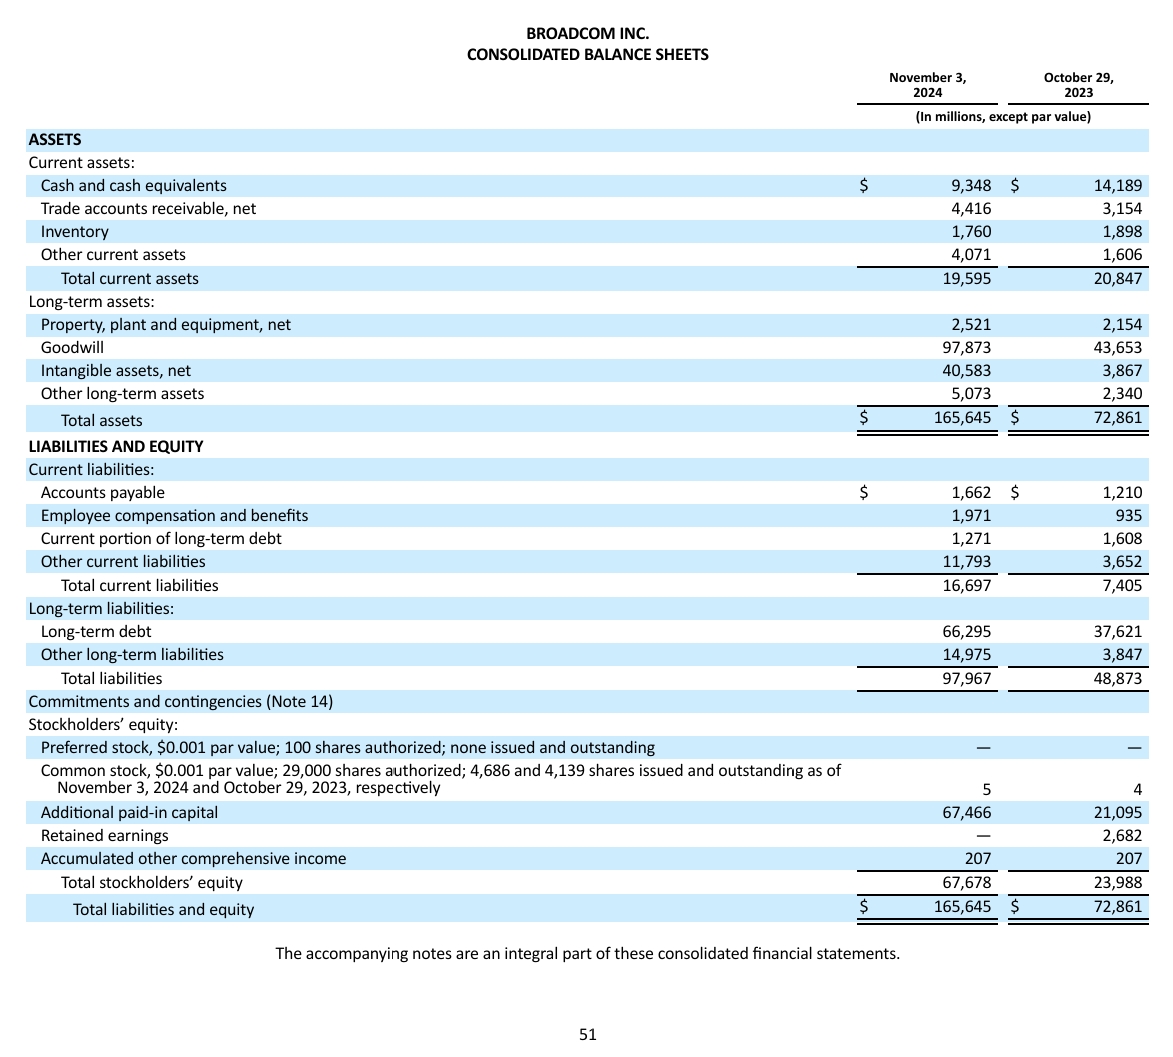 BROADCOM INC.
CONSOLIDATED BALANCE SHEETS
November 3, 2024 October 29, 2023
(In millions, except par value)
ASSETS
Current assets:
Cash and cash equivalents $ 9,348 $ 14,189
Trade accounts receivable, net 4,416 3,154
Inventory 1,760 1,898
Other current assets 4,071 1,606
Total current assets 19,595 20,847
Long-term assets:
Property, plant and equipment, net 2,521 2,154
Goodwill 97,873 43,653
Intangible assets, net 40,583 3,867
Other long-term assets 5,073 2,340
Total assets $ 165,645 $ 72,861
LIABILITIES AND EQUITY
Current liabilities:
Accounts payable $ 1,662 $ 1,210
Employee compensation and benefits 1,971 935
Current portion of long-term debt 1,271 1,608
Other current liabilities 11,793 3,652
Total current liabilities 16,697 7,405
Long-term liabilities:
Long-term debt 66,295 37,621
Other long-term liabilities 14,975 3,847
Total liabilities 97,967 48,873
Commitments and contingencies (Note 14)
Stockholders’ equity:
Preferred stock, $0.001 par value; 100 shares authorized; none issued and outstanding — —
Common stock, $0.001 par value; 29,000 shares authorized; 4,686 and 4,139 shares issued and outstanding as of
November 3, 2024 and October 29, 2023, respectively 5 4
Additional paid-in capital 67,466 21,095
Retained earnings — 2,682
Accumulated other comprehensive income 207 207
Total stockholders’ equity 67,678 23,988
Total liabilities and equity $ 165,645 $ 72,861
The accompanying notes are an integral part of these consolidated financial statements.
51